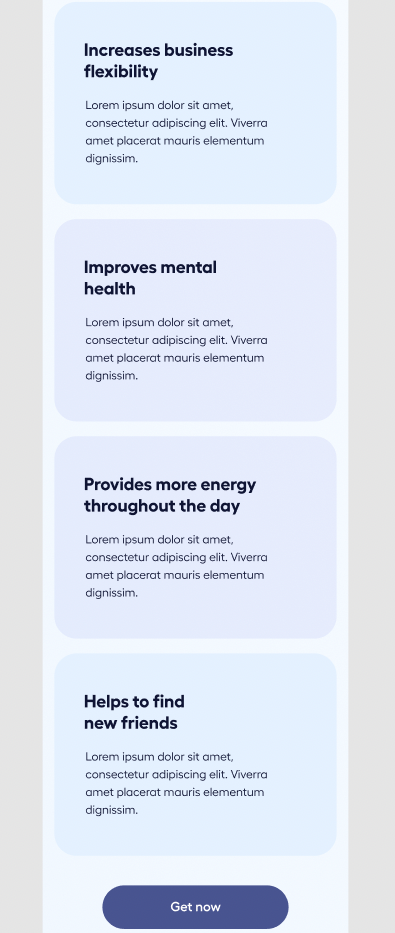 Increases business
flexibility
Lorem ipsum dolor sit amet,
consectetur adipiscing elit. Viverra
amet placerat mauris elementum
dignissim.
Improves mental
health
Lorem ipsum dolor sit amet,
consectetur adipiscing elit. Viverra
amet placerat mauris elementum
dignissim.
Provides more energy
throughout the day
Lorem ipsum dolor sit amet,
consectetur adipiscing elit. Viverra
amet placerat mauris elementum
dignissim.
Helps to find
new friends
Lorem ipsum dolor sit amet,
consectetur adipiscing elit. Viverra
amet placerat mauris elementum
dignissim.
Get now